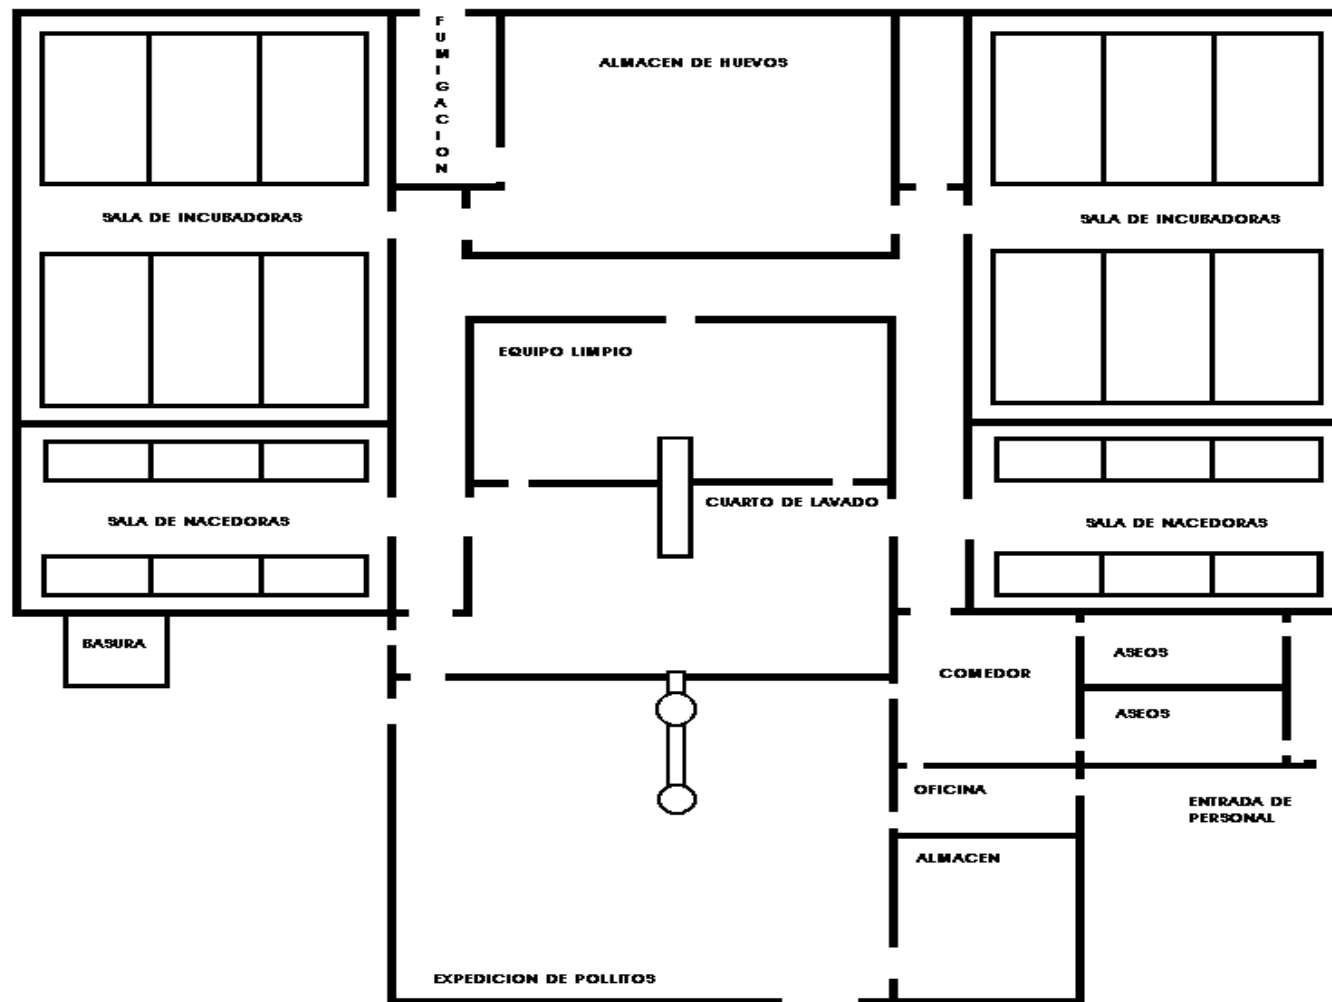 FUMIGACION
ALMACEN DE HUEVOS
SALA DE INCUBADORAS
SALA DE INCUBADORAS
EQUIPO LIMPIO
CUARTO DE LAVADO
SALA DE NACEDORAS
SALA DE NACEDORAS
BASURA
ASEOS
COMEDOR
ASEOS
OFICINA
ENTRADA DE
PERSONAL
ALMACEN
EXPEDICION DE POLLITOS